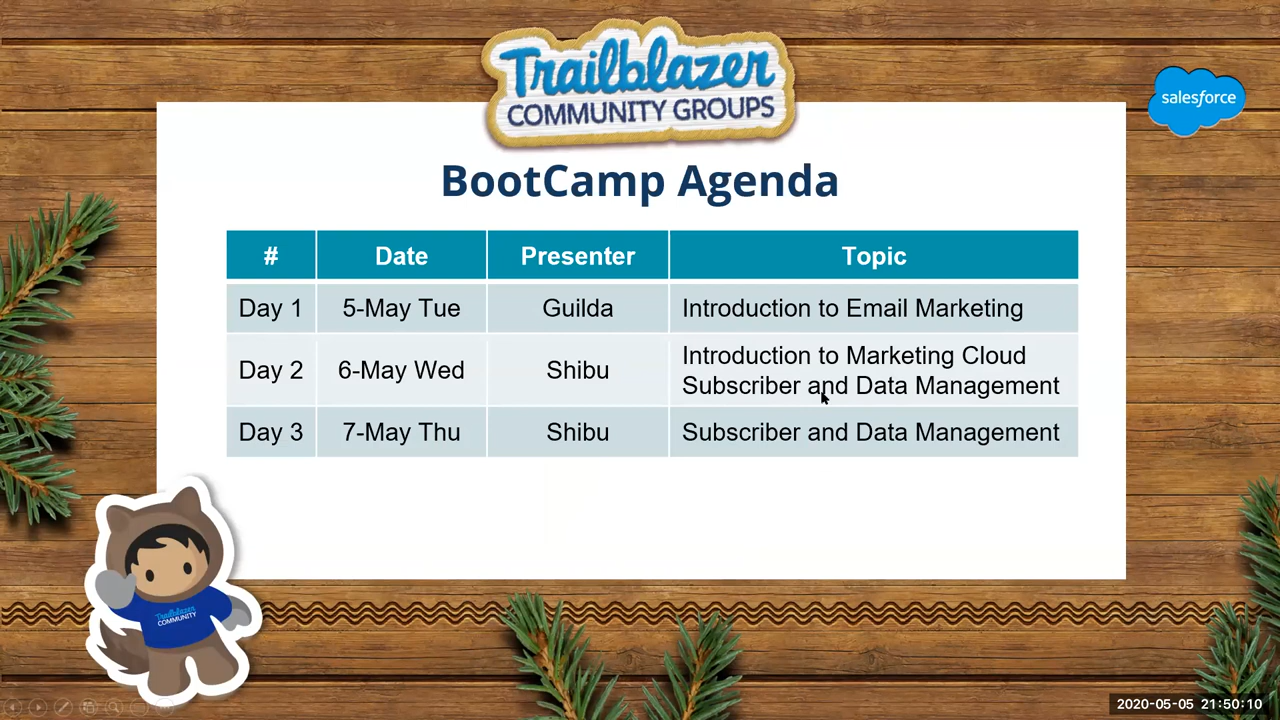 Trailblazer
COMMUNITY GROUPS
salesforce
BootCamp Agenda
# Date Presenter Topic
Day 1 5-May Tue Guilda Introduction to Email Marketing
Day 2 6-May Wed Shibu Introduction to Marketing Cloud
Subscriber and Data Management
Day 3 7-May Thu Shibu Subscriber and Data Management
Trailblazer
COMMUNITY
2020-05-05 21:50:10